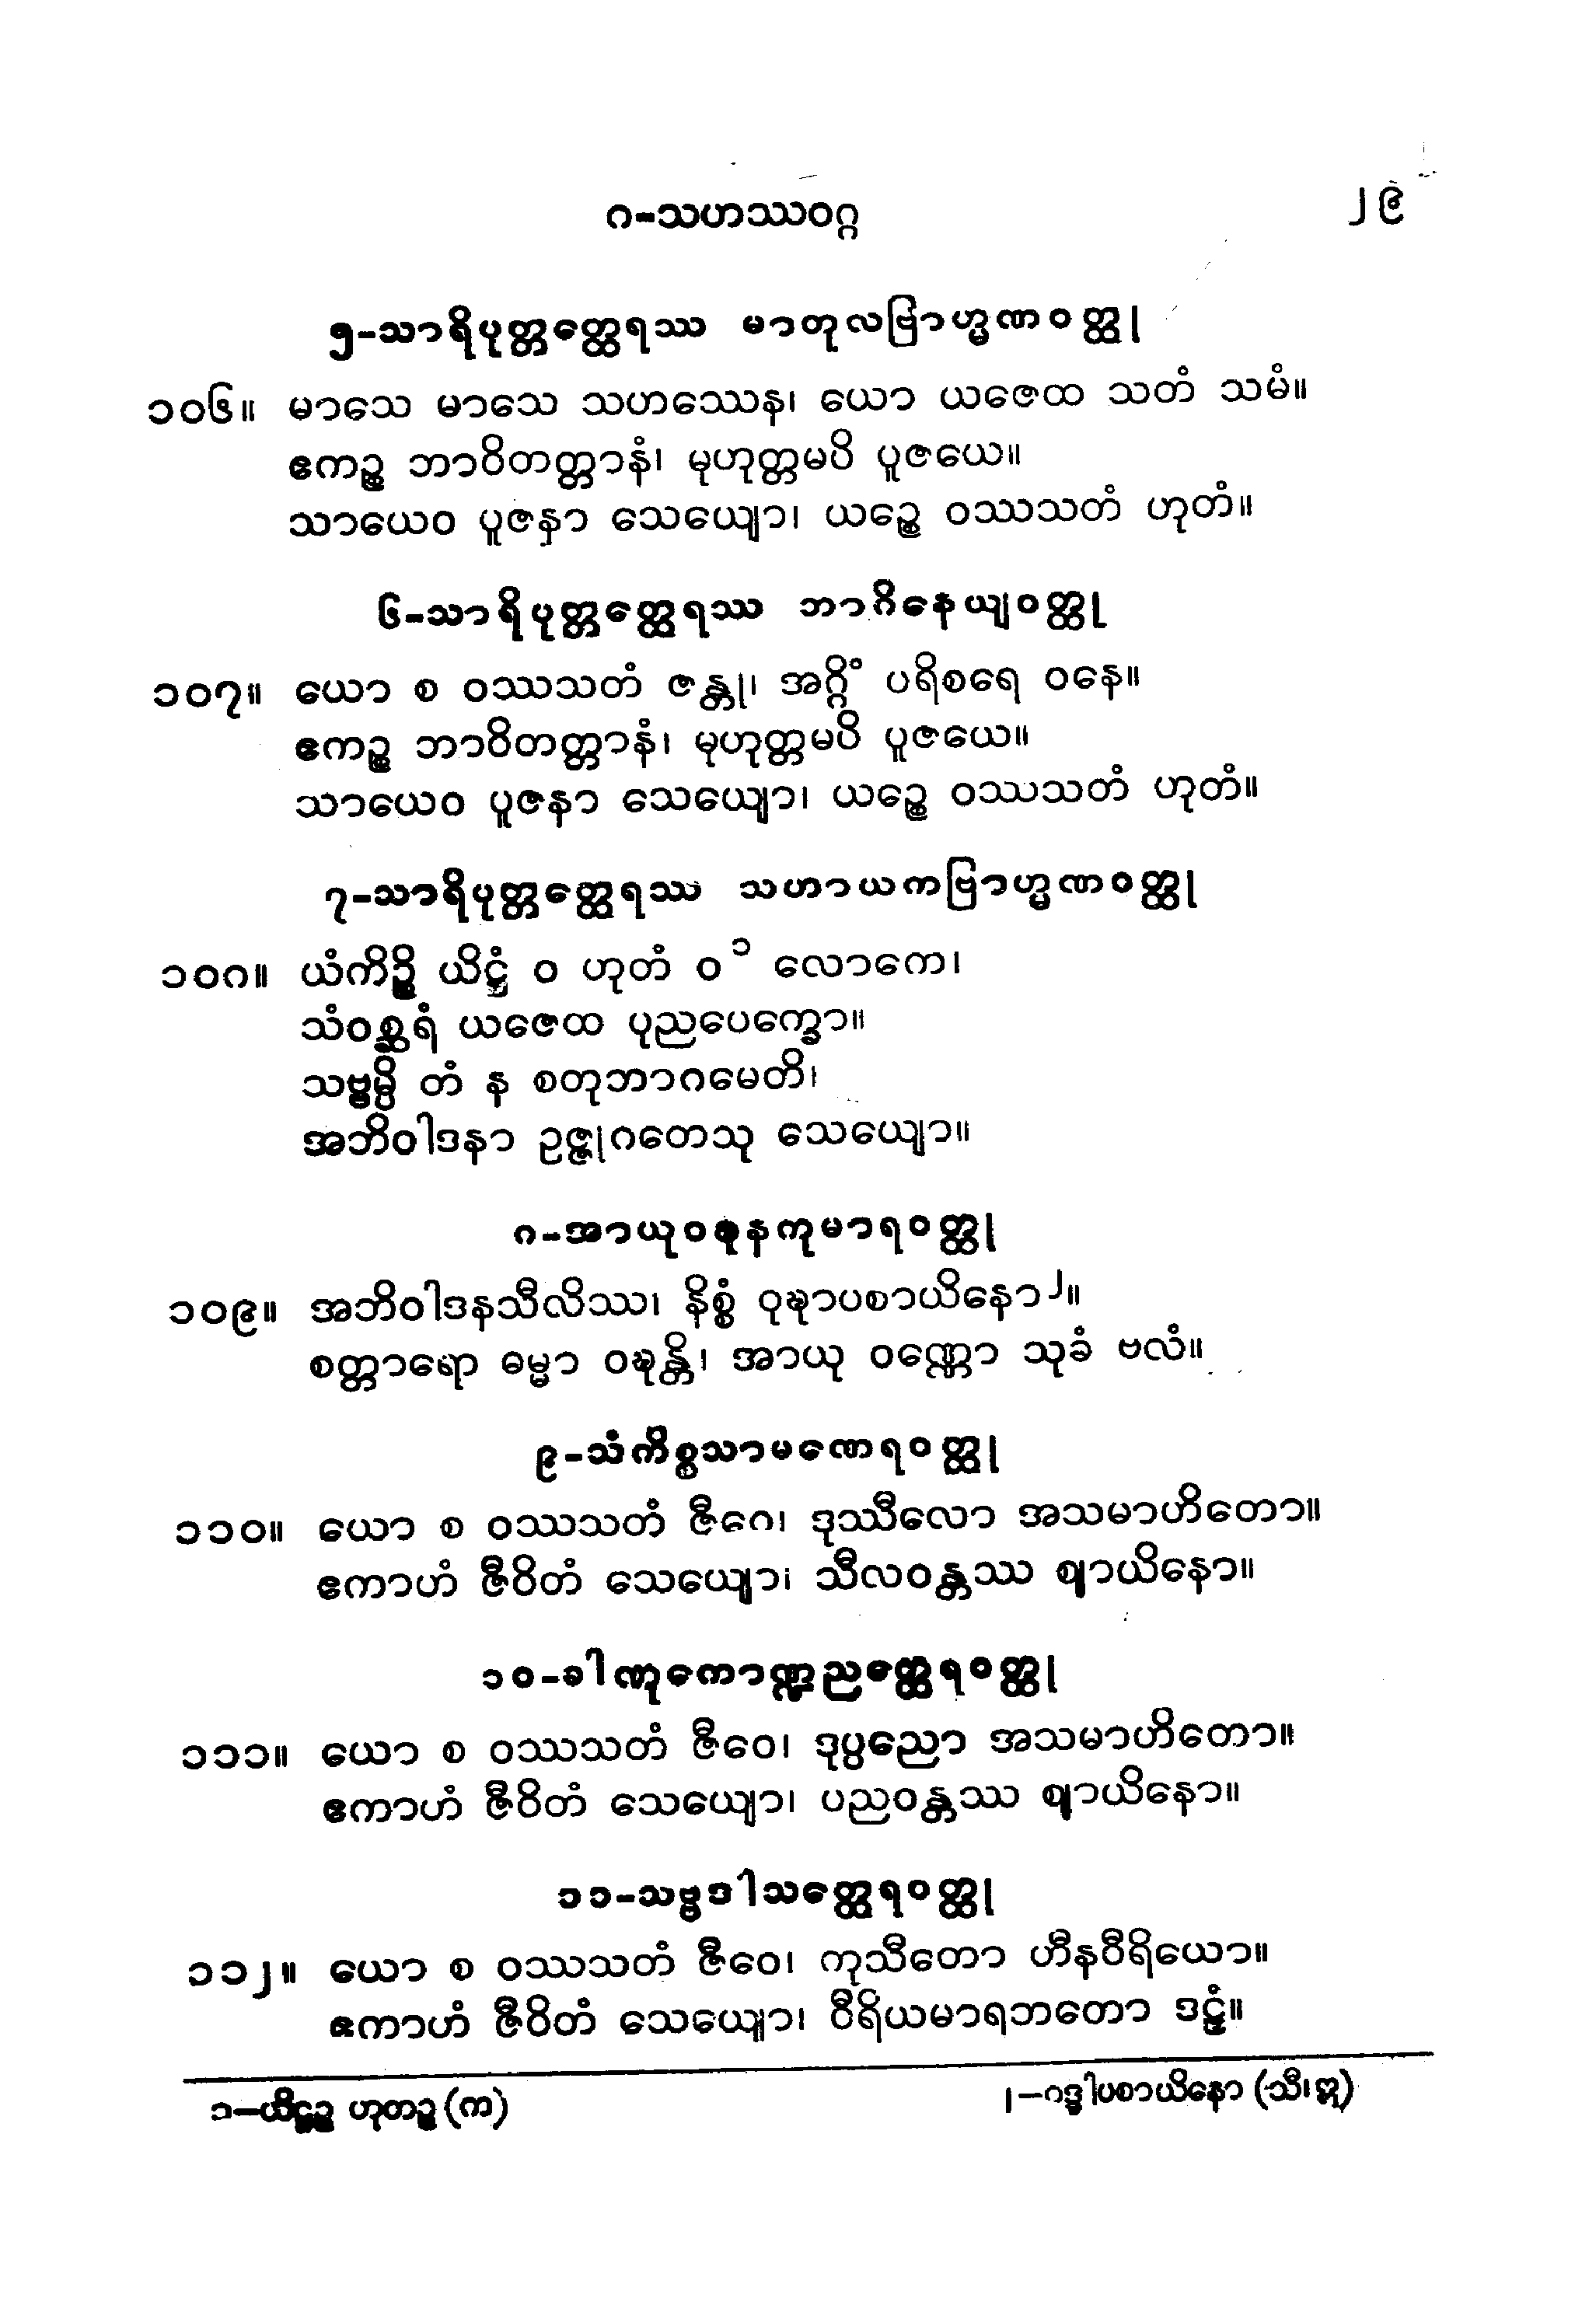 ၈-သဟဿဝဂ္ဂ ၂၉
၅-သာရိပုတ္တတ္ထေရဿ မာတုလဗြာဟ္မဏဝတ္ထု
၁၀၆။ မာသေ မာသေ သဟဿေန၊ ယော ယဇေထ သတံ သမံ။
ဧကဉ္စ ဘာဝိတတ္တာနံ၊ မုဟုတ္တမပိ ပူဇယေ။
သာယေဝ ပူဇနာ သေယျော၊ ယဉ္စေ ဝဿသတံ ဟုတံ။
၆-သာရိပုတ္တတ္ထေရဿ ဘာဂိနေယျဝတ္ထု
၁၀၇။ ယော စ ဝဿသတံ ဇန္တု၊ အဂ္ဂိံ ပရိစရေ ဝနေ။
ဧကဉ္စ ဘာဝိတတ္တာနံ၊ မုဟုတ္တမပိ ပူဇယေ။
သာယေဝ ပူဇနာ သေယျော၊ ယဉ္စေ ဝဿသတံ ဟုတံ။
၇-သာရိပုတ္တတ္ထေရဿ သဟာယကဗြာဟ္မဏဝတ္ထု
၁၀၈။ ယံကိဉ္စိ ယိဋ္ဌံ ဝ ဟုတံ ဝ ၁ လောကေ၊
သံဝစ္ဆရံ ယဇေထ ပုညပေက္ခော။
သဗ္ဗမ္ပိ တံ န စတုဘာဂမေတိ၊
အဘိဝါဒနာ ဥဇ္ဇုဂတေသု သေယျော။
၈-အာယုဝဍ္ဎနကုမာရဝတ္ထု
၁၀၉။ အဘိဝါဒနသီလိဿ၊ နိစ္စံ ဝုဍ္ဎာပစာယိနော၂။
စတ္တာရော ဓမ္မာ ဝဍ္ဎန္တိ၊ အာယု ဝဏ္ဏော သုခံ ဗလံ။
၉-သံကိစ္စသာမဏေရဝတ္ထု
၁၁၀။ ယော စ ဝဿသတံ ဇီဝေ၊ ဒုဿီလော အသမာဟိတော။
ဧကာဟံ ဇီဝိတံ သေယျော၊ သီလဝန္တဿ ဈာယိနော။
၁၀-ခါဏုကောဏ္ဍညတ္ထေရဝတ္ထု
၁၁၁။ ယော စ ဝဿသတံ ဇီဝေ၊ ဒုပ္ပညော အသမာဟိတော။
ဧကာဟံ ဇီဝိတံ သေယျော၊ ပညဝန္တဿ ဈာယိနော။
၁၁-သဗ္ဗဒါသတ္ထေရဝတ္ထု
၁၁၂။ ယော စ ဝဿသတံ ဇီဝေ၊ ကုသီတော ဟီနဝီရိယော။
ဧကာဟံ ဇီဝိတံ သေယျော၊ ဝီရိယမာရဘတော ဒဠှံ။
၁–ယိဋ္ဌဉ္စ ဟုတဉ္စ (က) ၂–ဝဒ္ဓါပစာယိနော (သီ၊ ဣ)